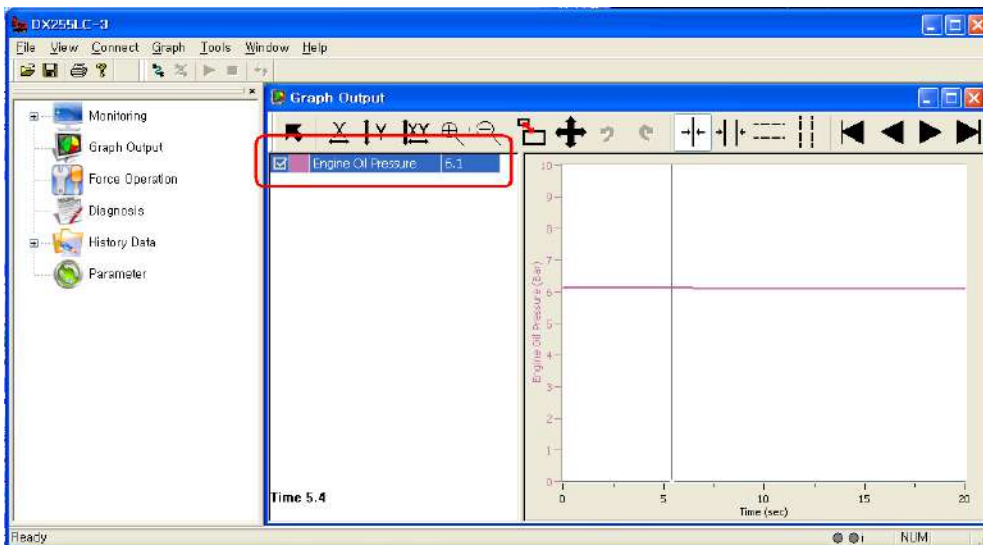 DX255LC-3
File View Connect Graph Tools Window Help
Monitoring
Graph Output
Force Operation
Diagnosis
History Data
Parameter
Graph Output
X Y XY
Engine Oil Pressure 6.1
Time 5.4
Engine Oil Pressure (Bar)
10
9
8
7
6
5
4
3
2
1
0
0 5 10 15 20
Time (sec)
Ready NUM